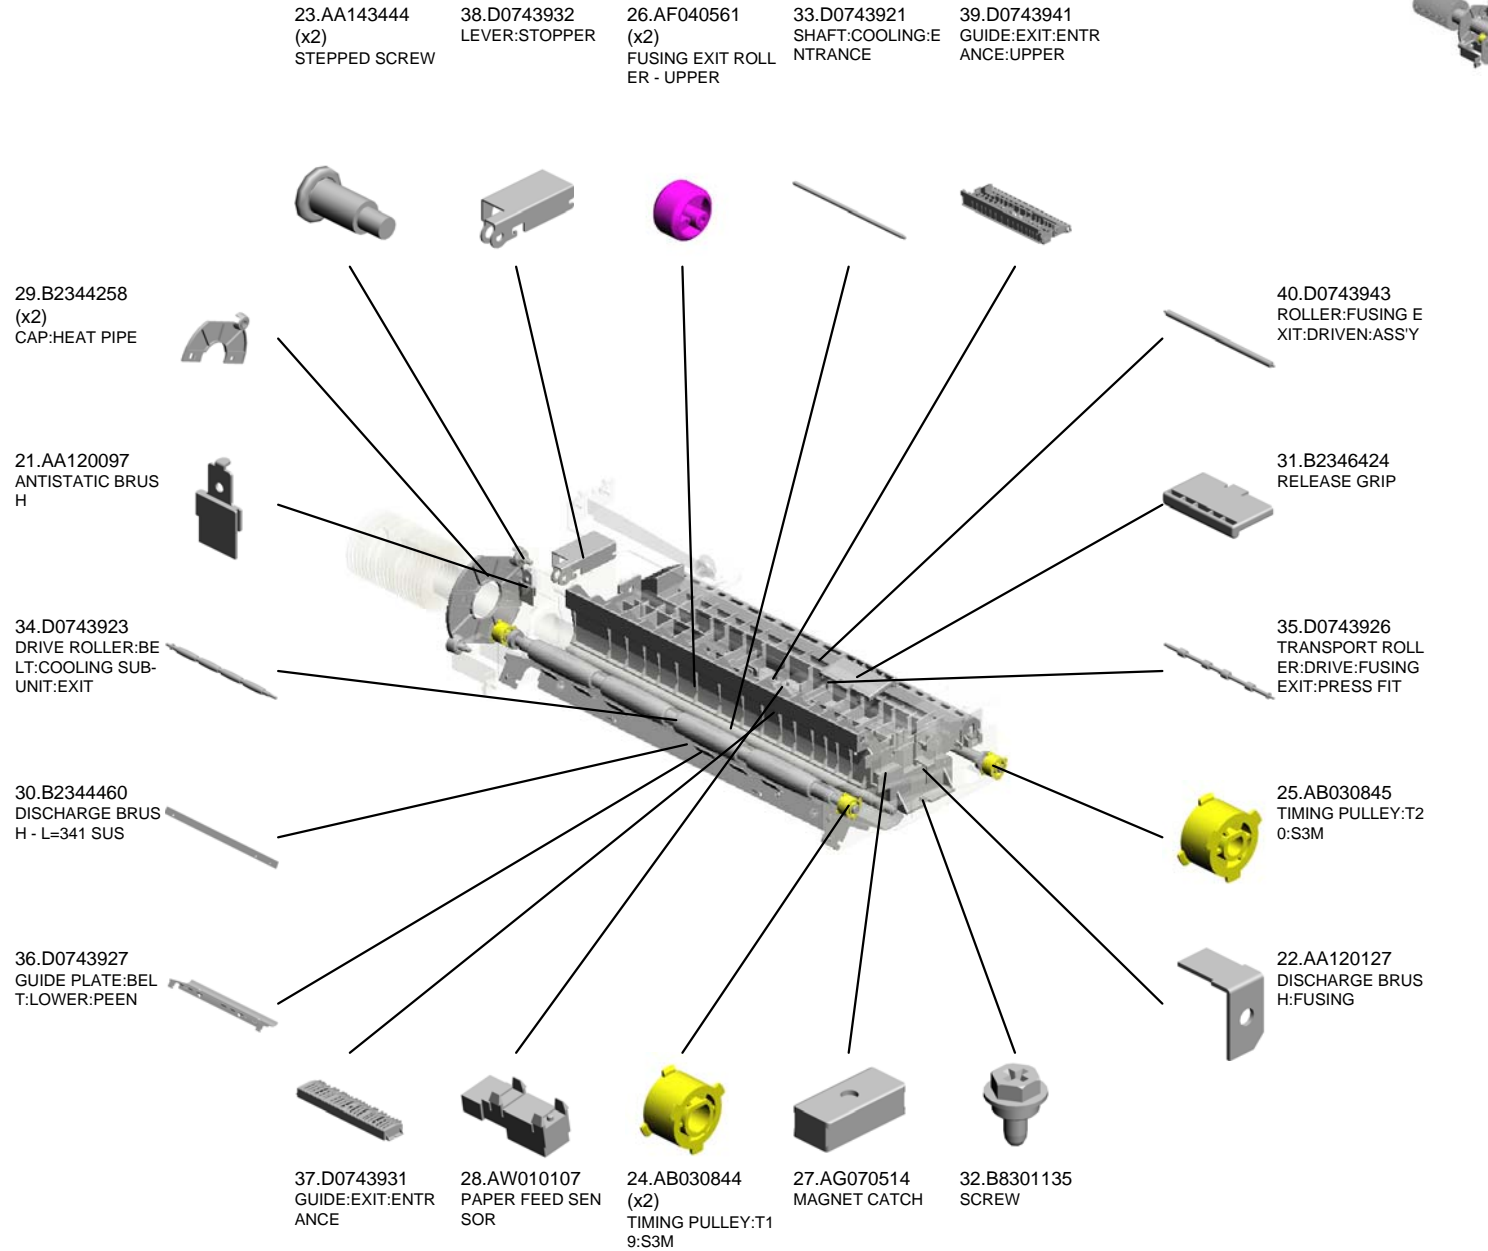 23.AA143444
(x2)
STEPPED SCREW
38.D0743932
LEVER:STOPPER
26.AF040561
(x2)
FUSING EXIT ROLL
ER - UPPER
33.D0743921
SHAFT:COOLING:E
NTRANCE
39.D0743941
GUIDE:EXIT:ENTR
ANCE:UPPER
29.B2344258
(x2)
CAP:HEAT PIPE
40.D0743943
ROLLER:FUSING E
XIT:DRIVEN:ASS'Y
21.AA120097
ANTISTATIC BRUS
H
31.B2346424
RELEASE GRIP
34.D0743923
DRIVE ROLLER:BE
LT:COOLING SUB-
UNIT:EXIT
35.D0743926
TRANSPORT ROLL
ER:DRIVE:FUSING
EXIT:PRESS FIT
30.B2344460
DISCHARGE BRUS
H - L=341 SUS
25.AB030845
TIMING PULLEY:T2
0:S3M
36.D0743927
GUIDE PLATE:BEL
T:LOWER:PEEN
22.AA120127
DISCHARGE BRUS
H:FUSING
37.D0743931
GUIDE:EXIT:ENTR
ANCE
28.AW010107
PAPER FEED SEN
SOR
24.AB030844
(x2)
TIMING PULLEY:T1
9:S3M
27.AG070514
MAGNET CATCH
32.B8301135
SCREW